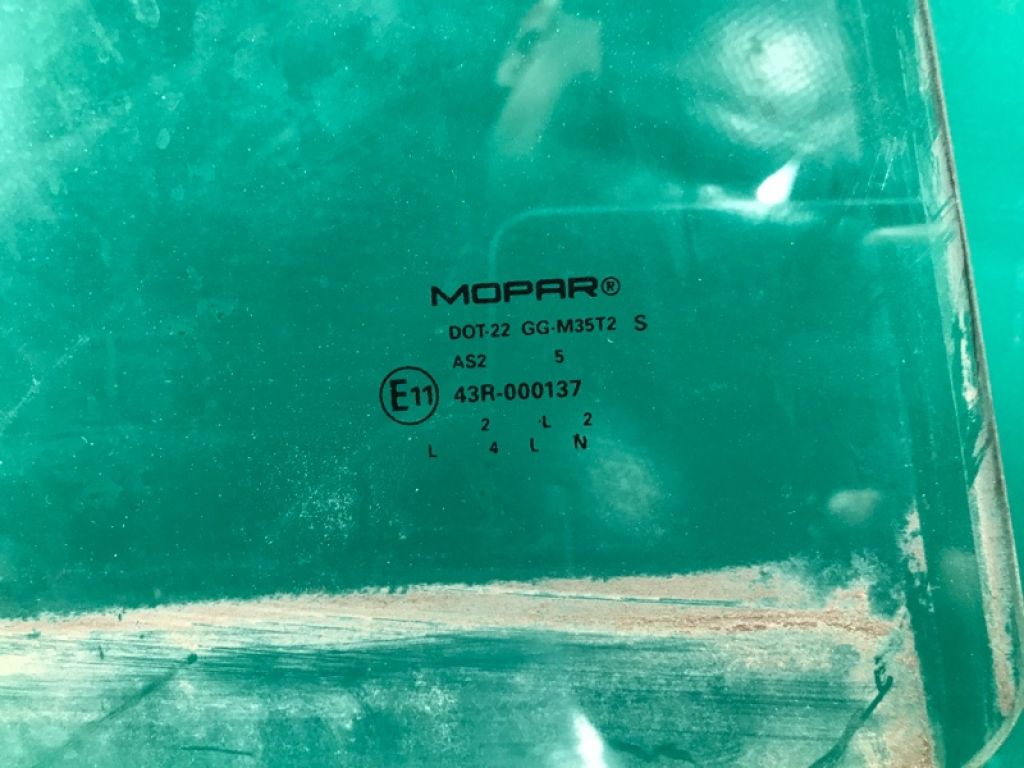 MOPAR®
DOT-22 GG-M35T2 S
AS2 5
E11 43R-000137
2 L 2
L 4 L N